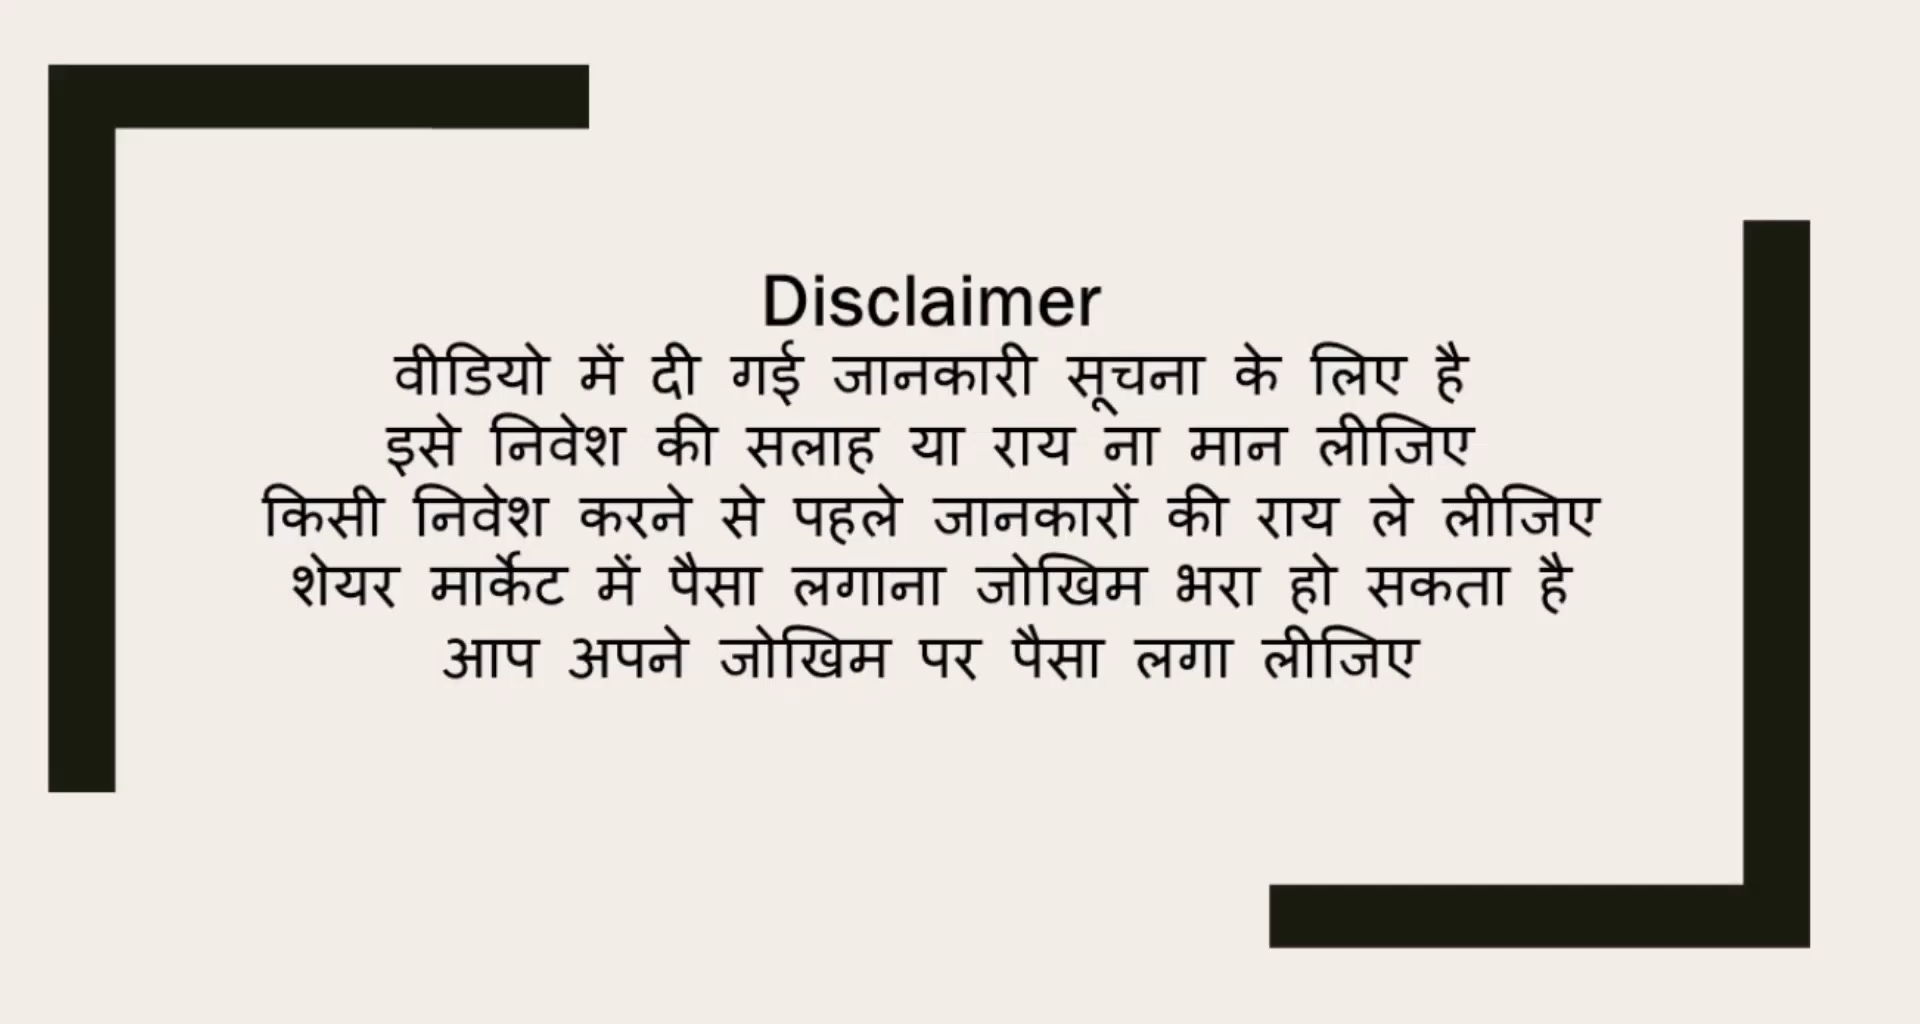 Disclaimer
वीडियो में दी गई जानकारी सूचना के लिए है
इसे निवेश की सलाह या राय ना मान लीजिए
किसी निवेश करने से पहले जानकारों की राय ले लीजिए
शेयर मार्केट में पैसा लगाना जोखिम भरा हो सकता है
आप अपने जोखिम पर पैसा लगा लीजिए